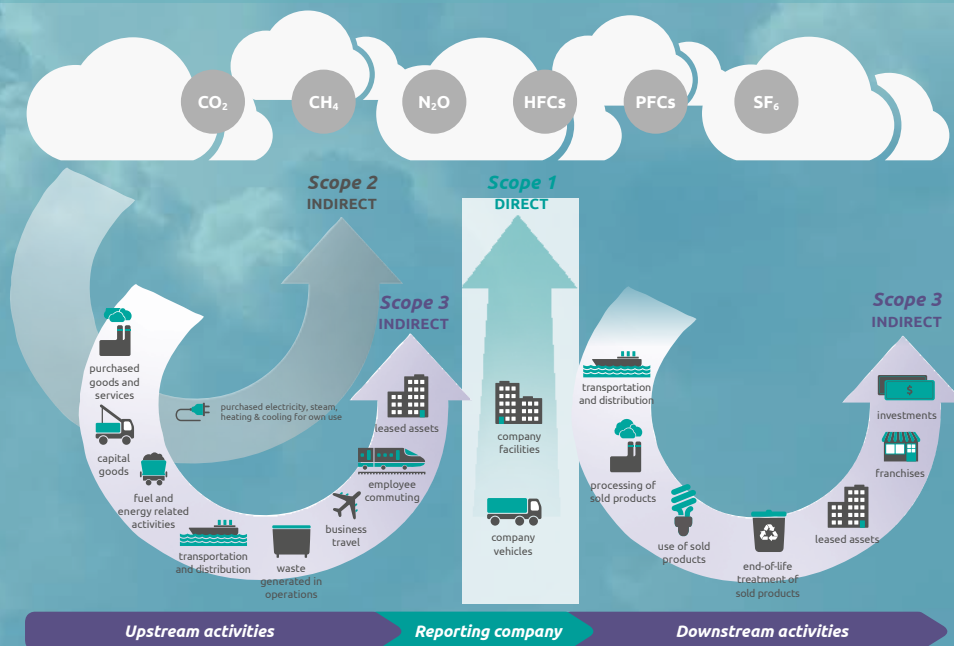 CO₂
CH₄
N₂O
HFCs
PFCs
SF₆
Scope 2
INDIRECT
Scope 1
DIRECT
Scope 3
INDIRECT
Scope 3
INDIRECT
purchased
goods and
services
capital
goods
fuel and
energy related
activities
purchased electricity, steam,
heating & cooling for own use
transportation
and distribution
waste
generated in
operations
business
travel
employee
commuting
leased assets
company
facilities
company
vehicles
transportation
and distribution
processing of
sold products
use of sold
products
end-of-life
treatment of
sold products
leased assets
franchises
$
investments
Upstream activities
Reporting company
Downstream activities